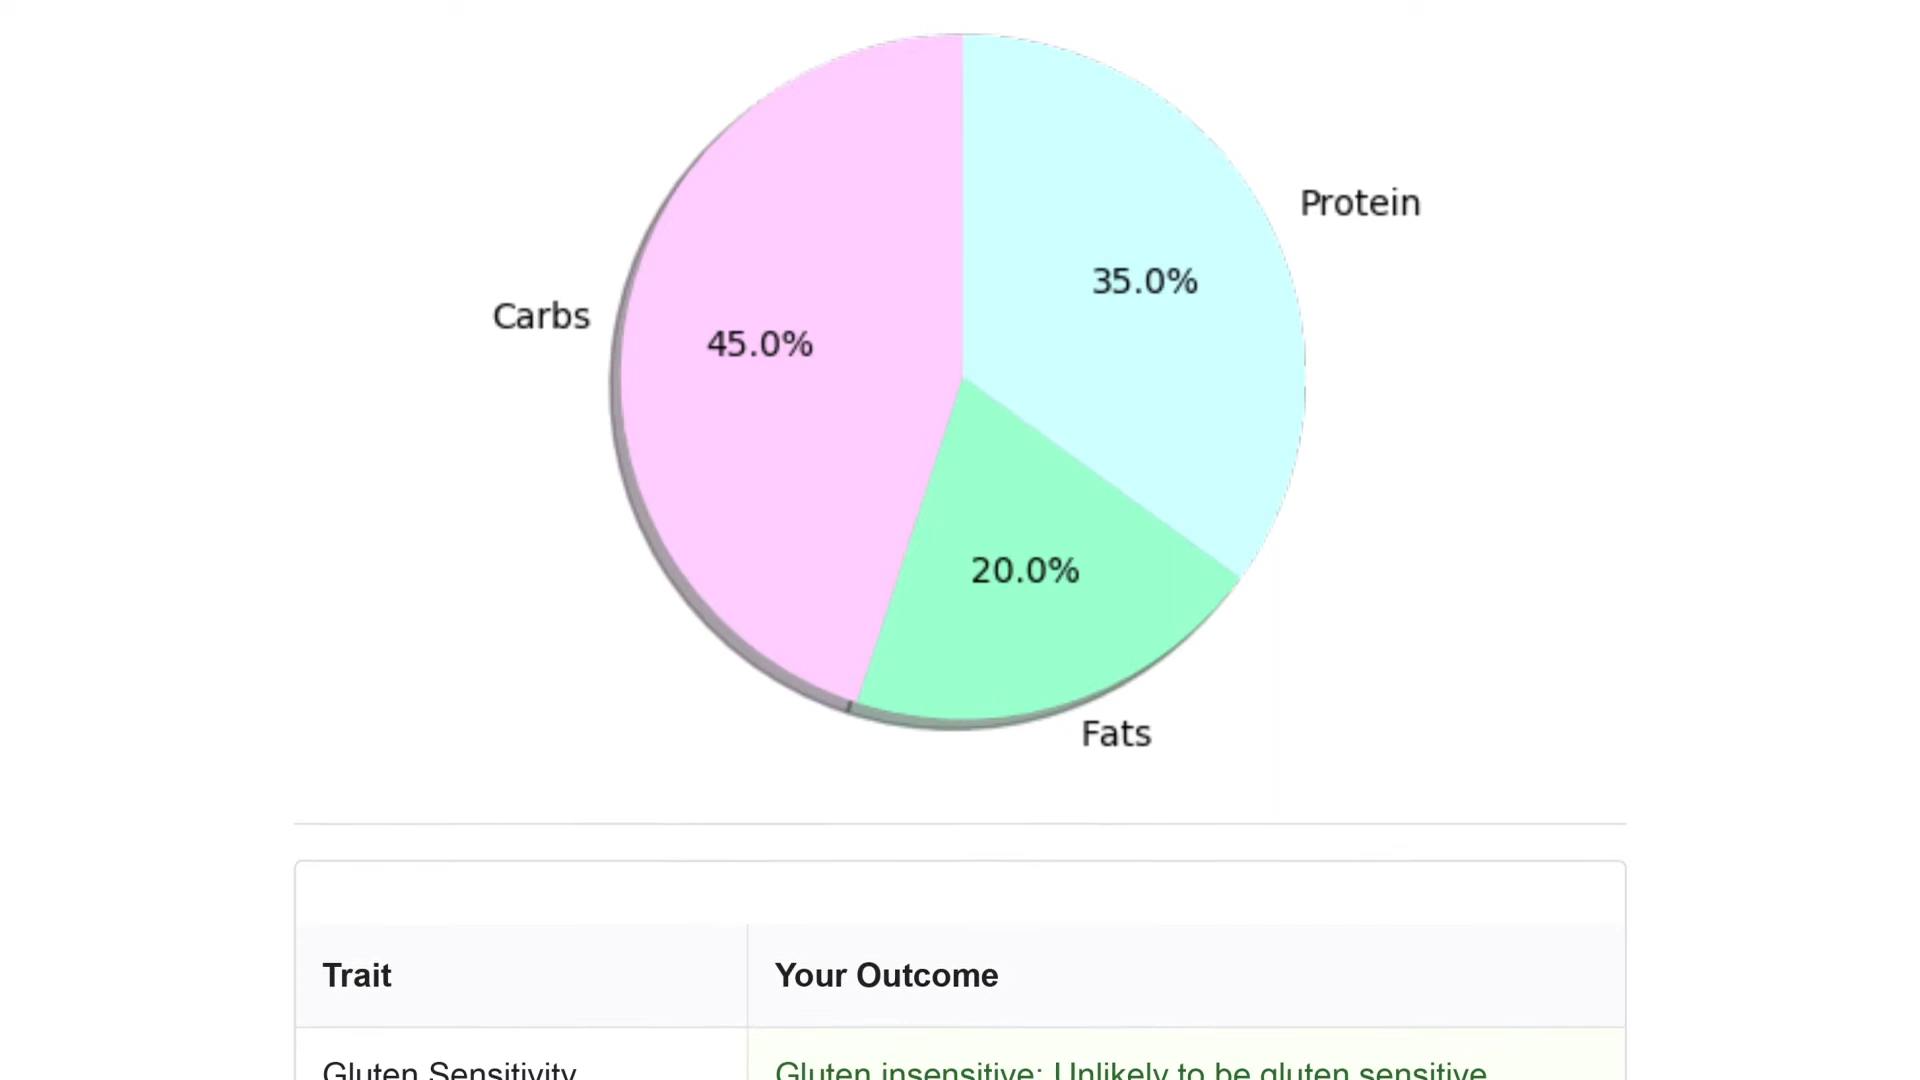 Protein
35.0%
Carbs
45.0%
20.0%
Fats
Trait
Your Outcome
Gluten Sensitivity
Gluten insensitive: Unlikely to be gluten sensitive